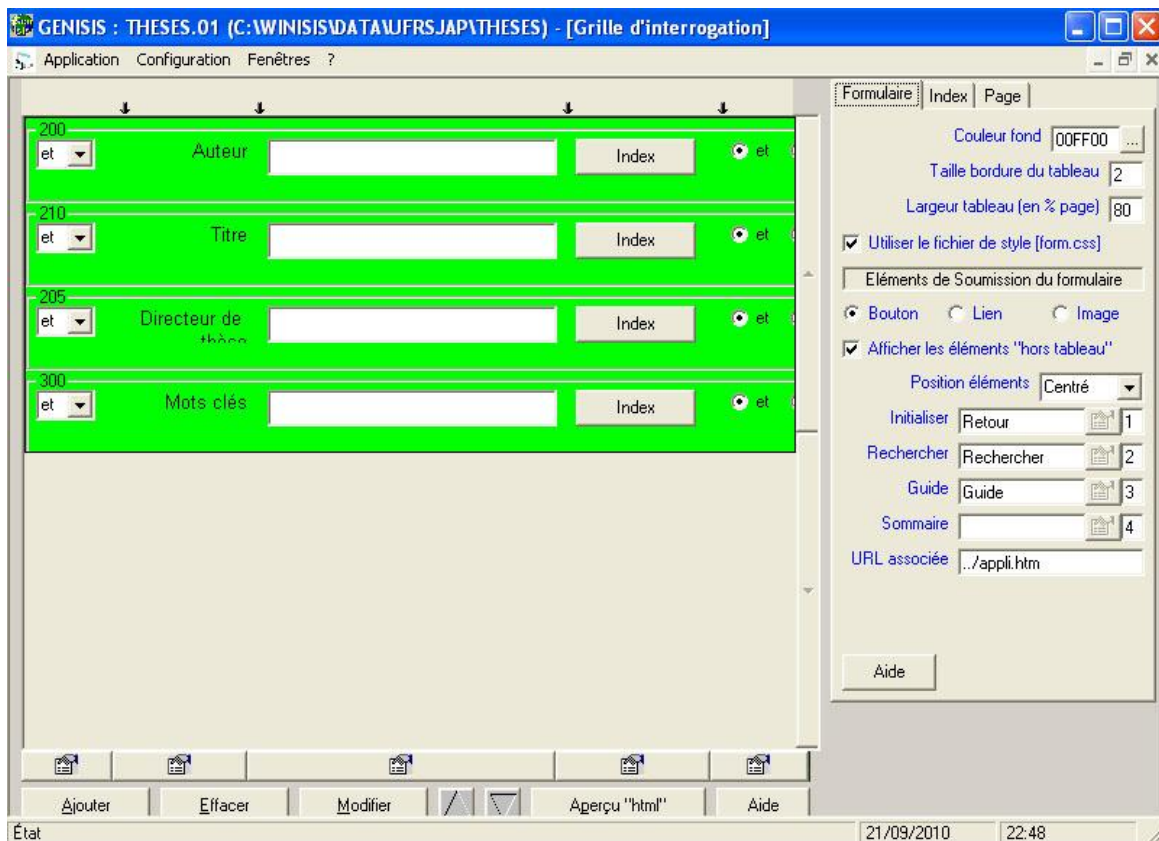 GENISIS : THESES.01 (C:\WINISIS\DATA\UFRSJAP\THESES) - [Grille d'interrogation]
Application Configuration Fenêtres ?
200
et Auteur Index et
210
et Titre Index et
205
et Directeur de thèse Index et
300
et Mots clés Index et
Formulaire Index Page
Couleur fond 00FF00 ...
Taille bordure du tableau 2
Largeur tableau (en % page) 80
Utiliser le fichier de style [form.css]
Eléments de Soumission du formulaire
Bouton Lien Image
Afficher les éléments "hors tableau"
Position éléments Centré
Initialiser Retour 1
Rechercher Rechercher 2
Guide Guide 3
Sommaire 4
URL associée ../appli.htm
Aide
Ajouter Effacer Modifier Aperçu "html" Aide
État 21/09/2010 22:48